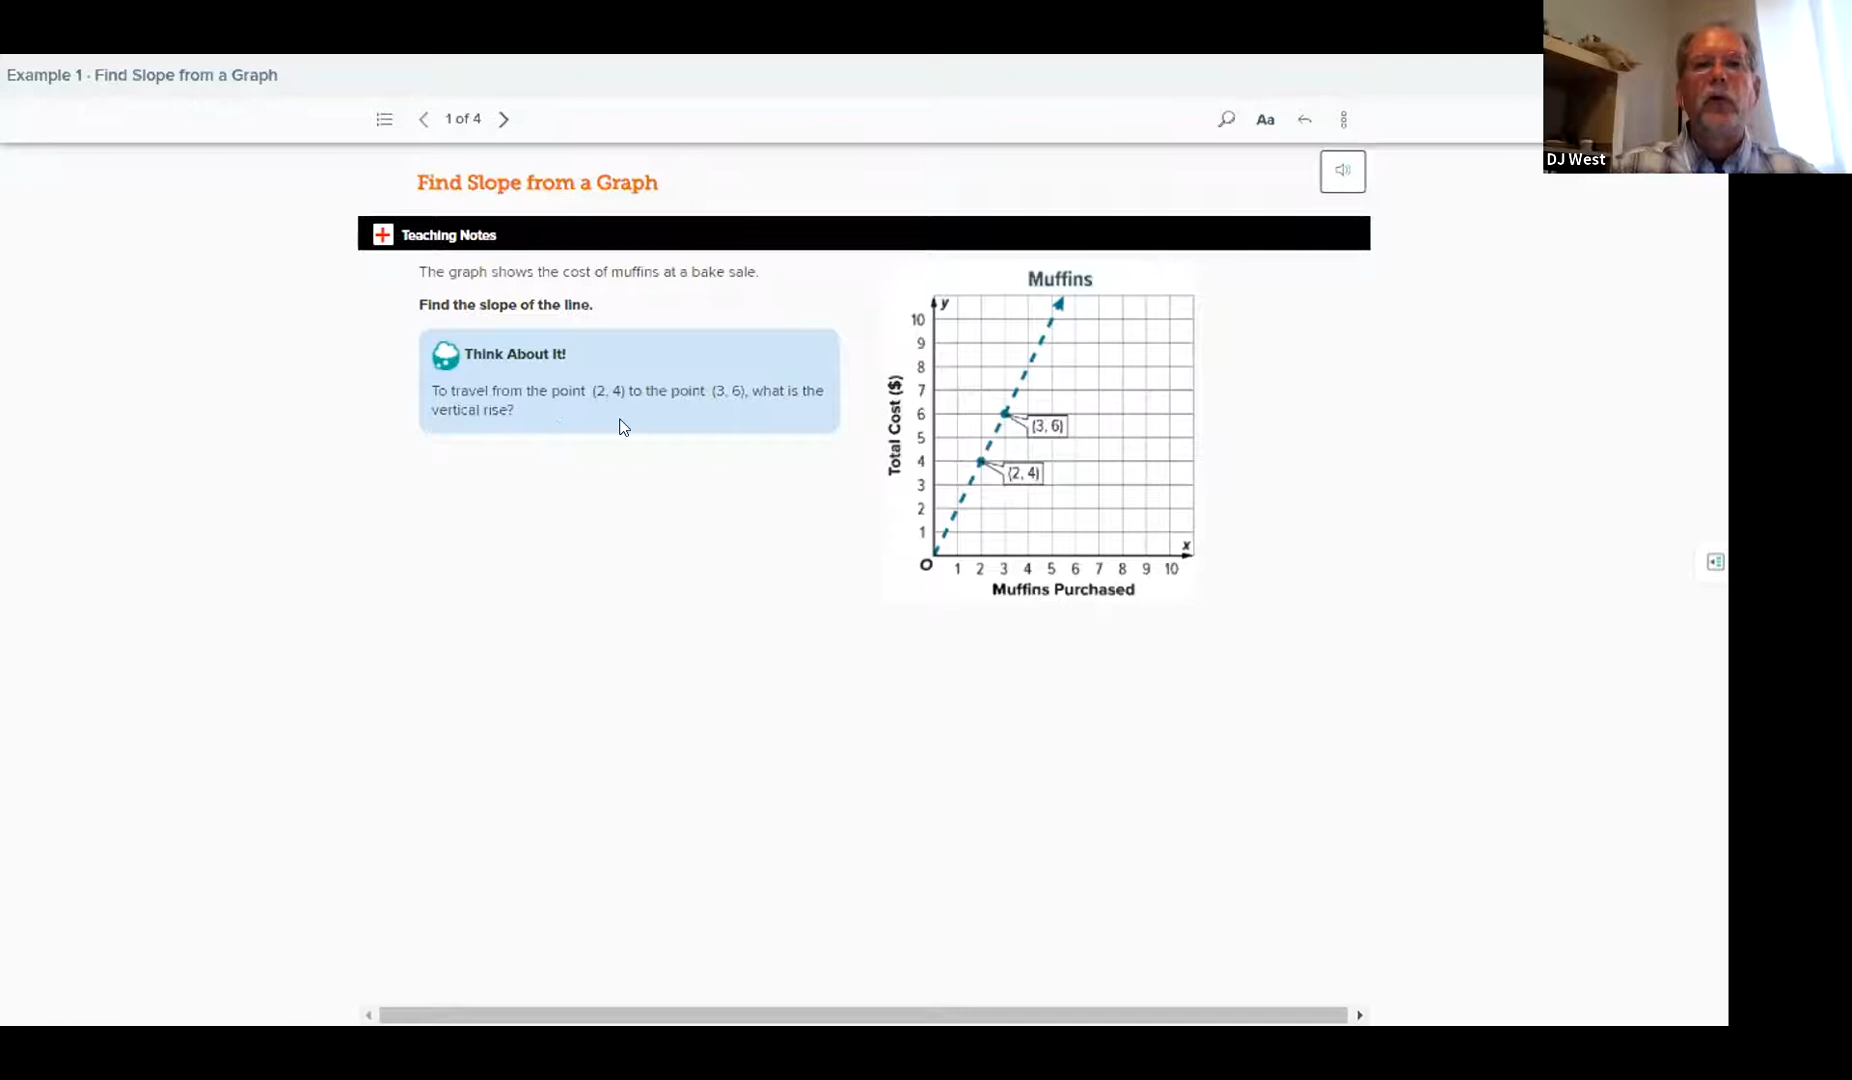 Example 1 · Find Slope from a Graph
1 of 4
Aa
DJ West
Find Slope from a Graph
Teaching Notes
The graph shows the cost of muffins at a bake sale.
Find the slope of the line.
Think About It!
To travel from the point (2, 4) to the point (3, 6), what is the
vertical rise?
Muffins
y
10
9
8
7
6
5
4
3
2
1
Total Cost ($)
(3, 6)
(2, 4)
x
O
1 2 3 4 5 6 7 8 9 10
Muffins Purchased